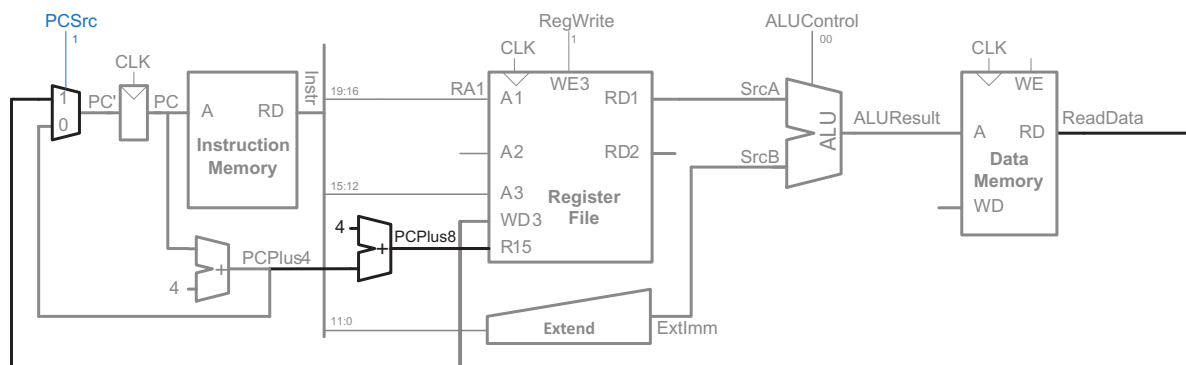 PCSrc
1
RegWrite
1
ALUControl
00
CLK
CLK
CLK
1
0
PC'
PC
A
RD
Instruction
Memory
Instr
19:16
RA1
A1
WE3
RD1
SrcA
ALU
ALUResult
A
RD
WE
ReadData
Data
Memory
WD
A2
RD2
SrcB
15:12
A3
Register
File
WD3
R15
4
+
PCPlus8
PCPlus4
4
+
11:0
Extend
ExtImm